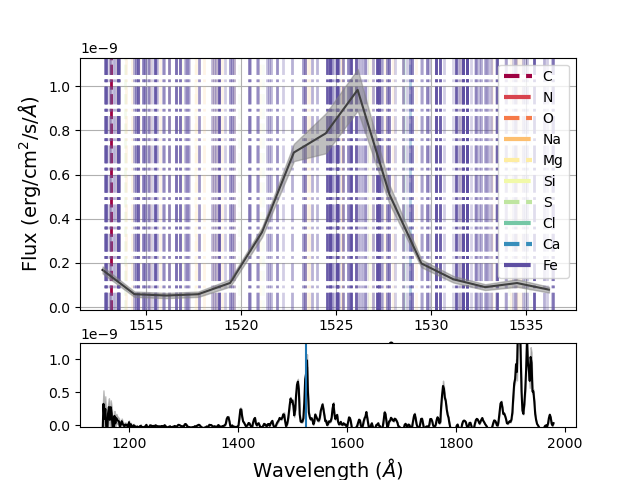 1e−9
Flux (erg/cm²/s/Å)
1.0
0.8
0.6
0.4
0.2
0.0
C
N
O
Na
Mg
Si
S
Cl
Ca
Fe
1515
1520
1525
1530
1535
1e−9
1.0
0.5
0.0
1200
1400
1600
1800
2000
Wavelength (Å)